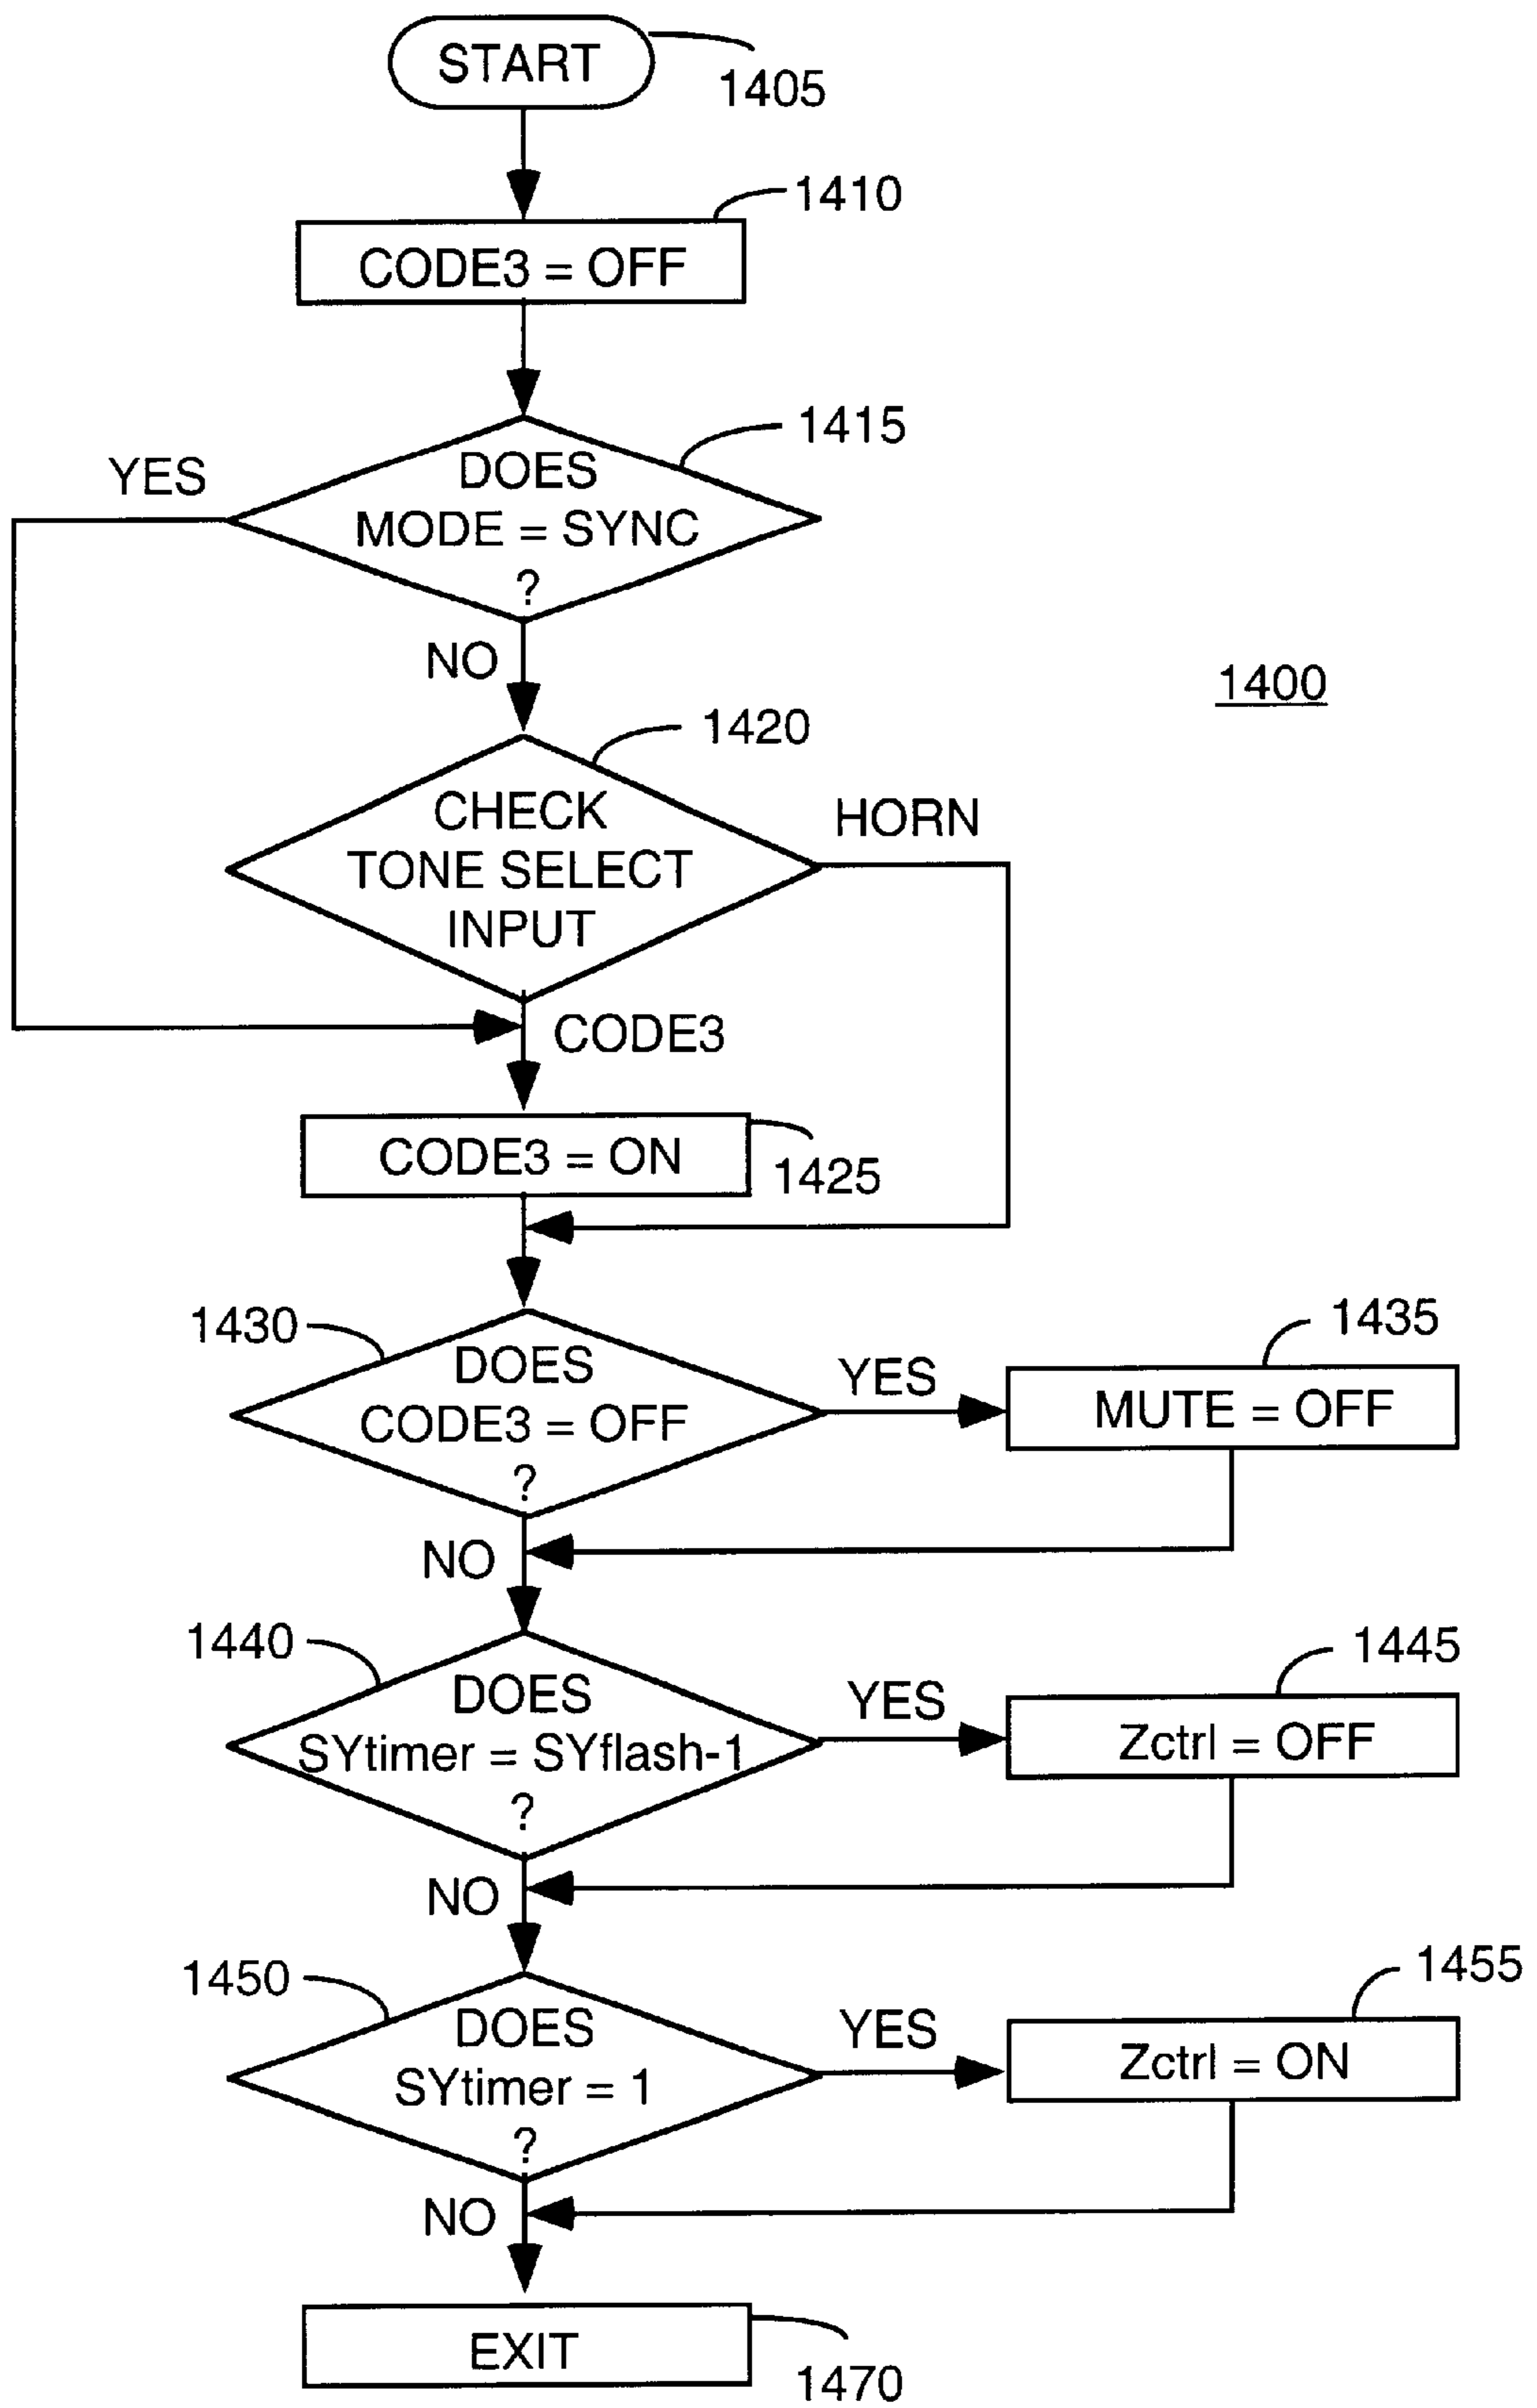 START
1405
1410
CODE3 = OFF
1415
YES
DOES
MODE = SYNC
?
NO
1400
1420
CHECK
TONE SELECT
INPUT
HORN
CODE3
CODE3 = ON
1425
1430
DOES
CODE3 = OFF
?
YES
1435
MUTE = OFF
NO
1440
DOES
SYtimer = SYflash-1
?
YES
1445
Zctrl = OFF
NO
1450
DOES
SYtimer = 1
?
YES
1455
Zctrl = ON
NO
EXIT
1470